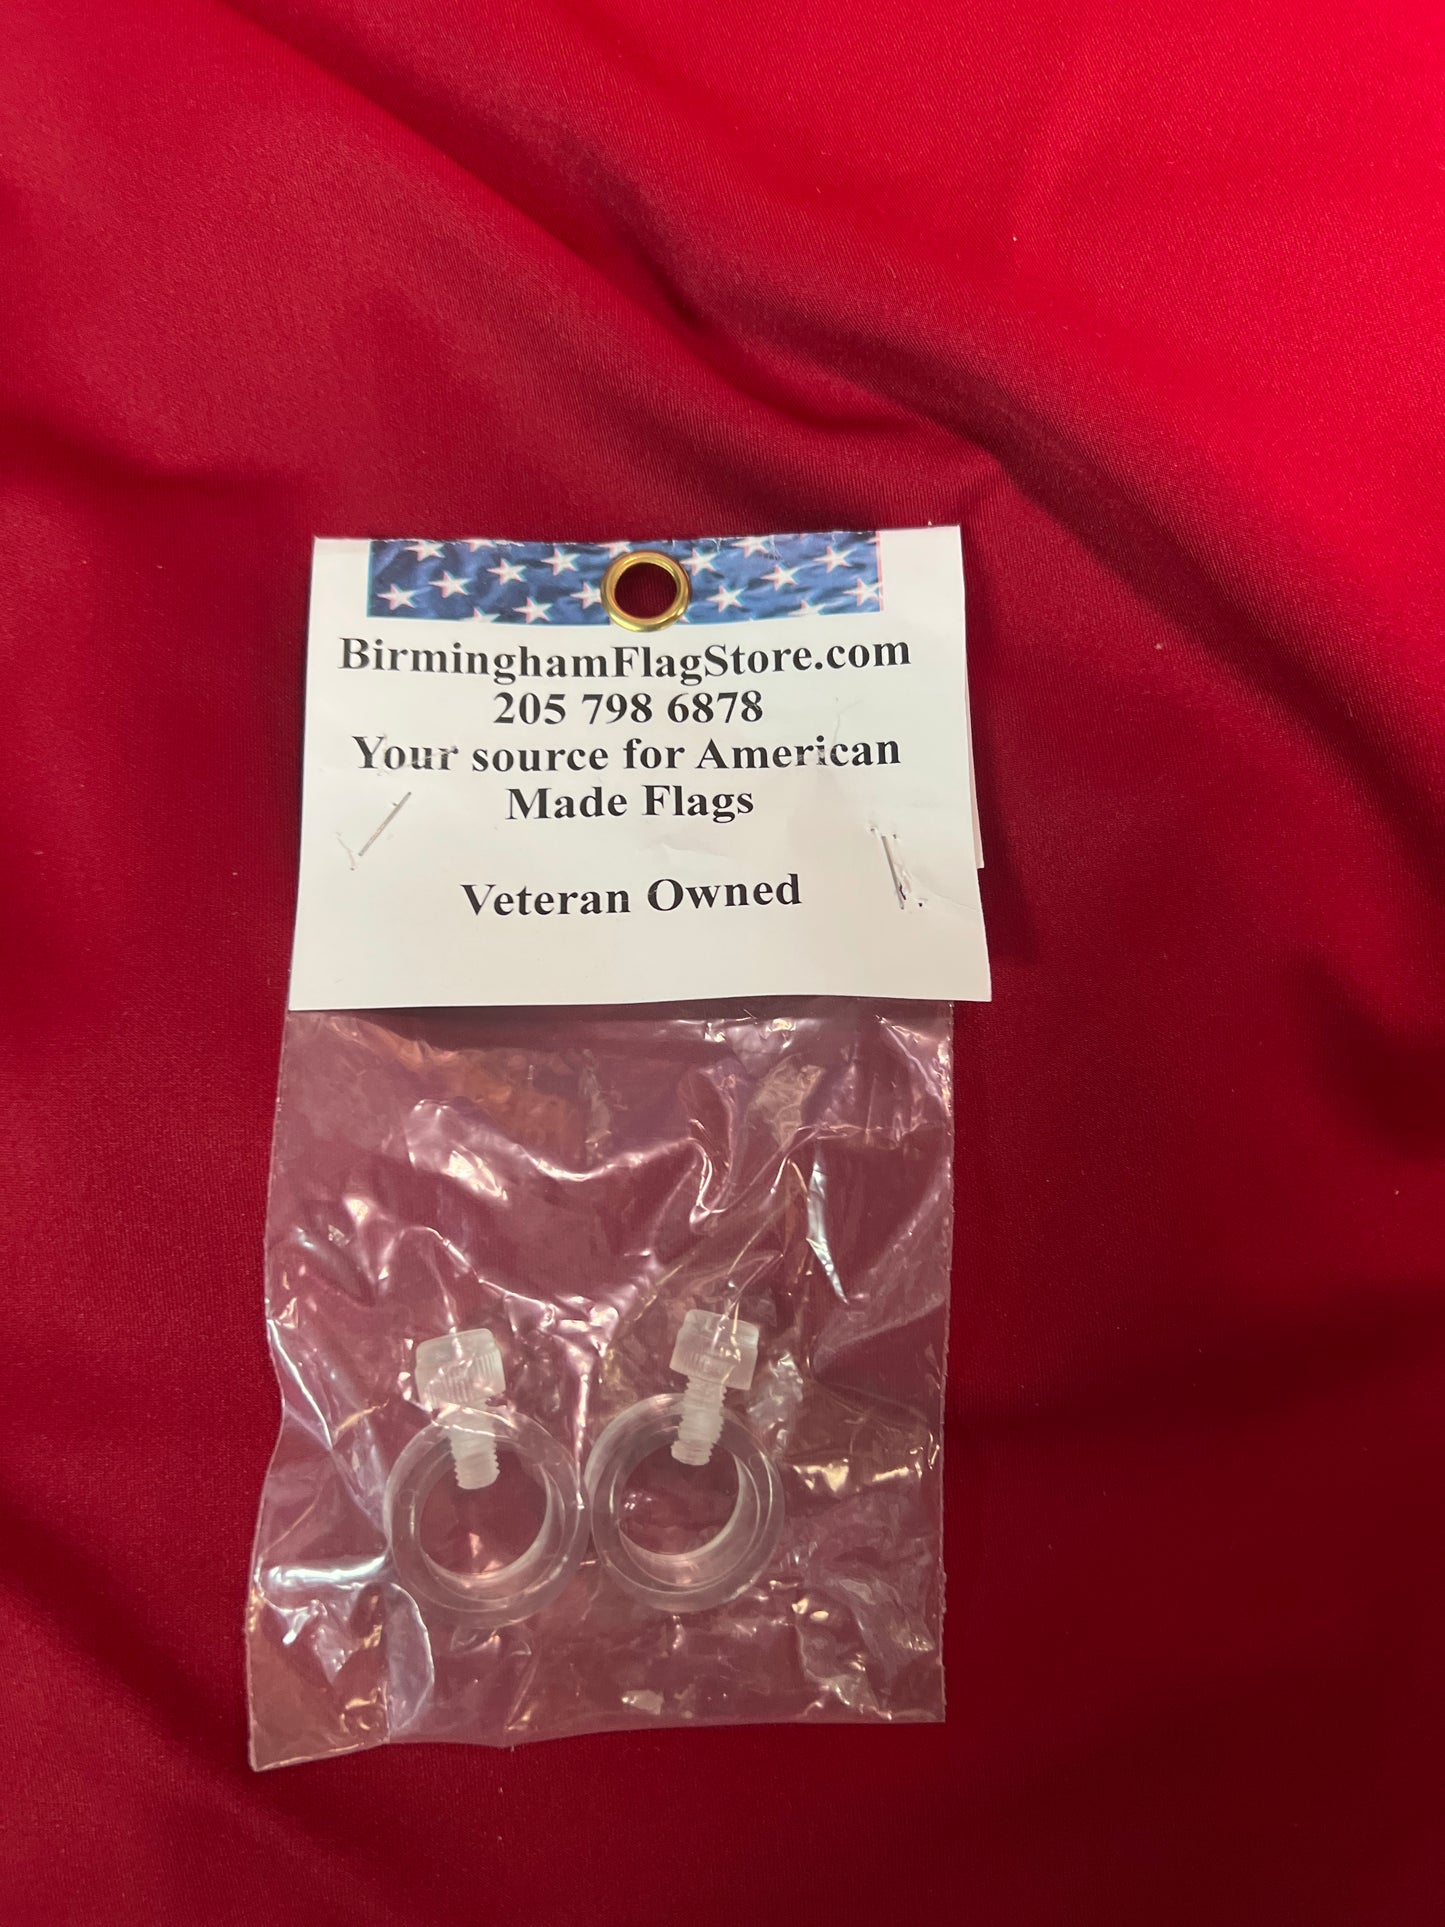 BirminghamFlagStore.com
205 798 6878
Your source for American
Made Flags
Veteran Owned